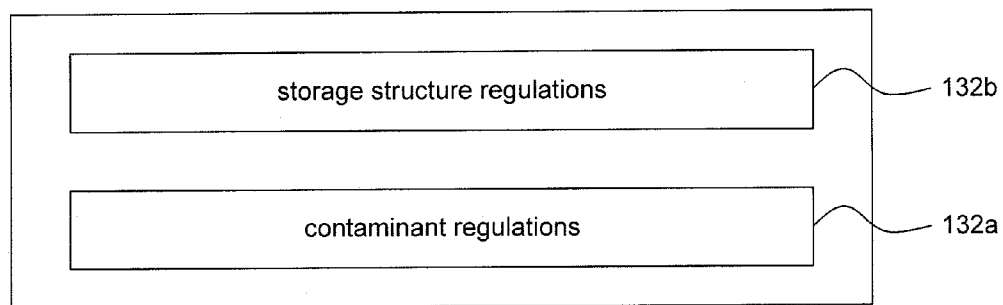 storage structure regulations
132b
contaminant regulations
132a